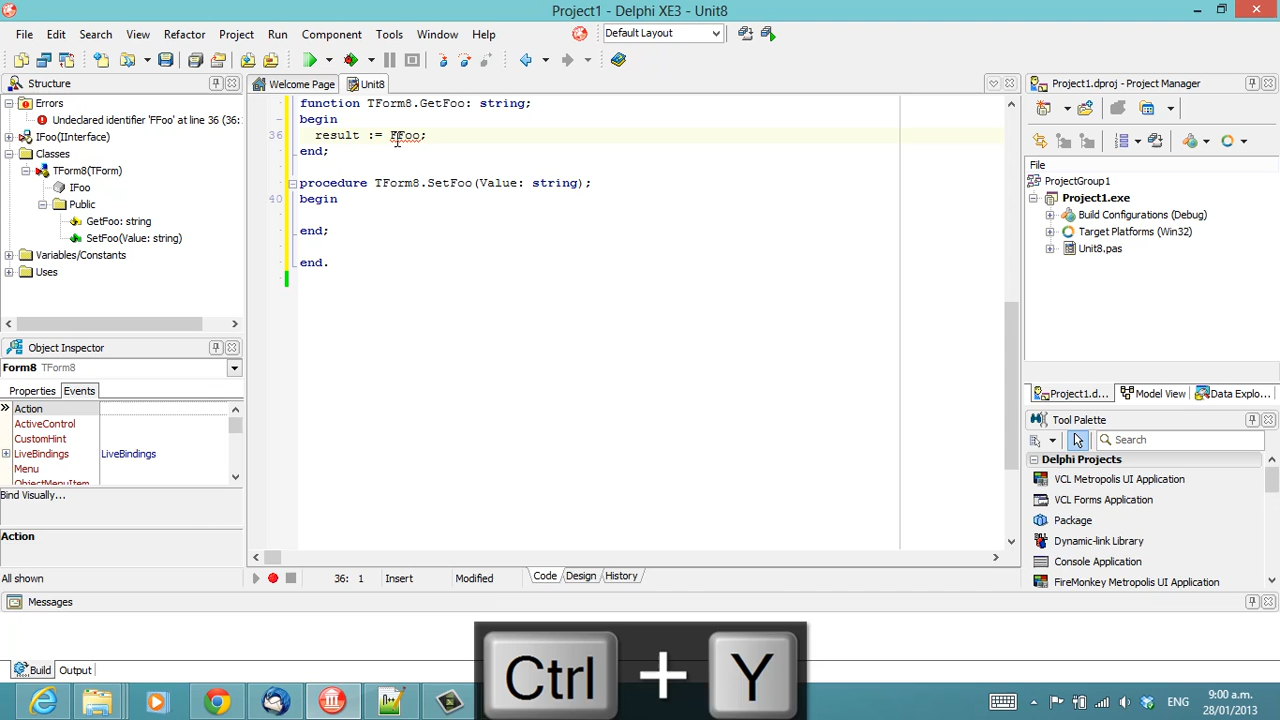 Project1 - Delphi XE3 - Unit8
File Edit Search View Refactor Project Run Component Tools Window Help
Default Layout
Structure
Errors
Undeclared identifier 'FFoo' at line 36 (36:
IFoo(IInterface)
Classes
TForm8(TForm)
IFoo
Public
GetFoo: string
SetFoo(Value: string)
Variables/Constants
Uses
Object Inspector
Form8 TForm8
Properties Events
Action
ActiveControl
CustomHint
LiveBindings LiveBindings
Menu
ObjectMenuItem
Bind Visually...
Action
All shown
Welcome Page Unit8
function TForm8.GetFoo: string;
begin
36 result := FFoo;
end;
procedure TForm8.SetFoo(Value: string);
40 begin
end;
end.
36: 1 Insert Modified Code Design History
Project1.dproj - Project Manager
File
ProjectGroup1
Project1.exe
Build Configurations (Debug)
Target Platforms (Win32)
Unit8.pas
Project1.d... Model View Data Explo...
Tool Palette
Search
Delphi Projects
VCL Metropolis UI Application
VCL Forms Application
Package
Dynamic-link Library
Console Application
FireMonkey Metropolis UI Application
Messages
Build Output
Ctrl + Y
ENG
9:00 a.m.
28/01/2013